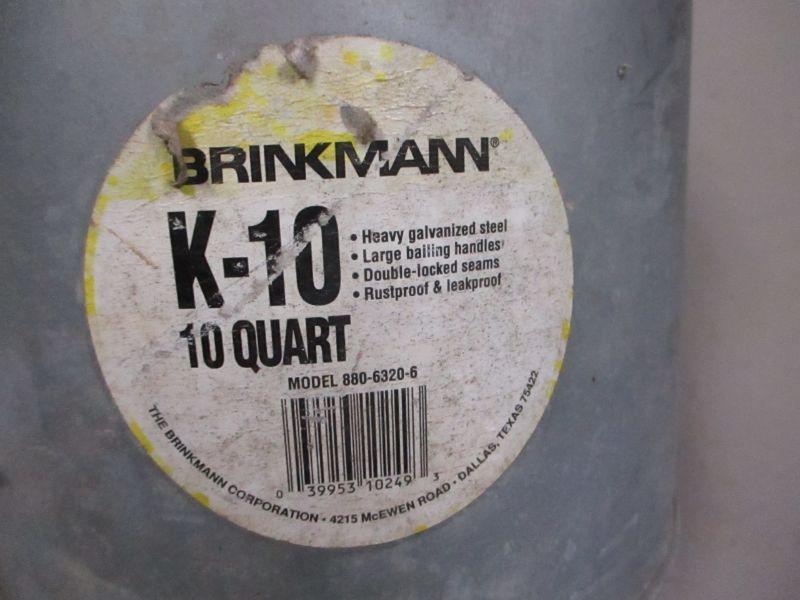 BRINKMANN®
K-10
10 QUART
• Heavy galvanized steel
• Large bailing handles
• Double-locked seams
• Rustproof & leakproof
MODEL 880-6320-6
0 39953 10249 3
THE BRINKMANN CORPORATION • 4215 McEWEN ROAD • DALLAS, TEXAS 75422